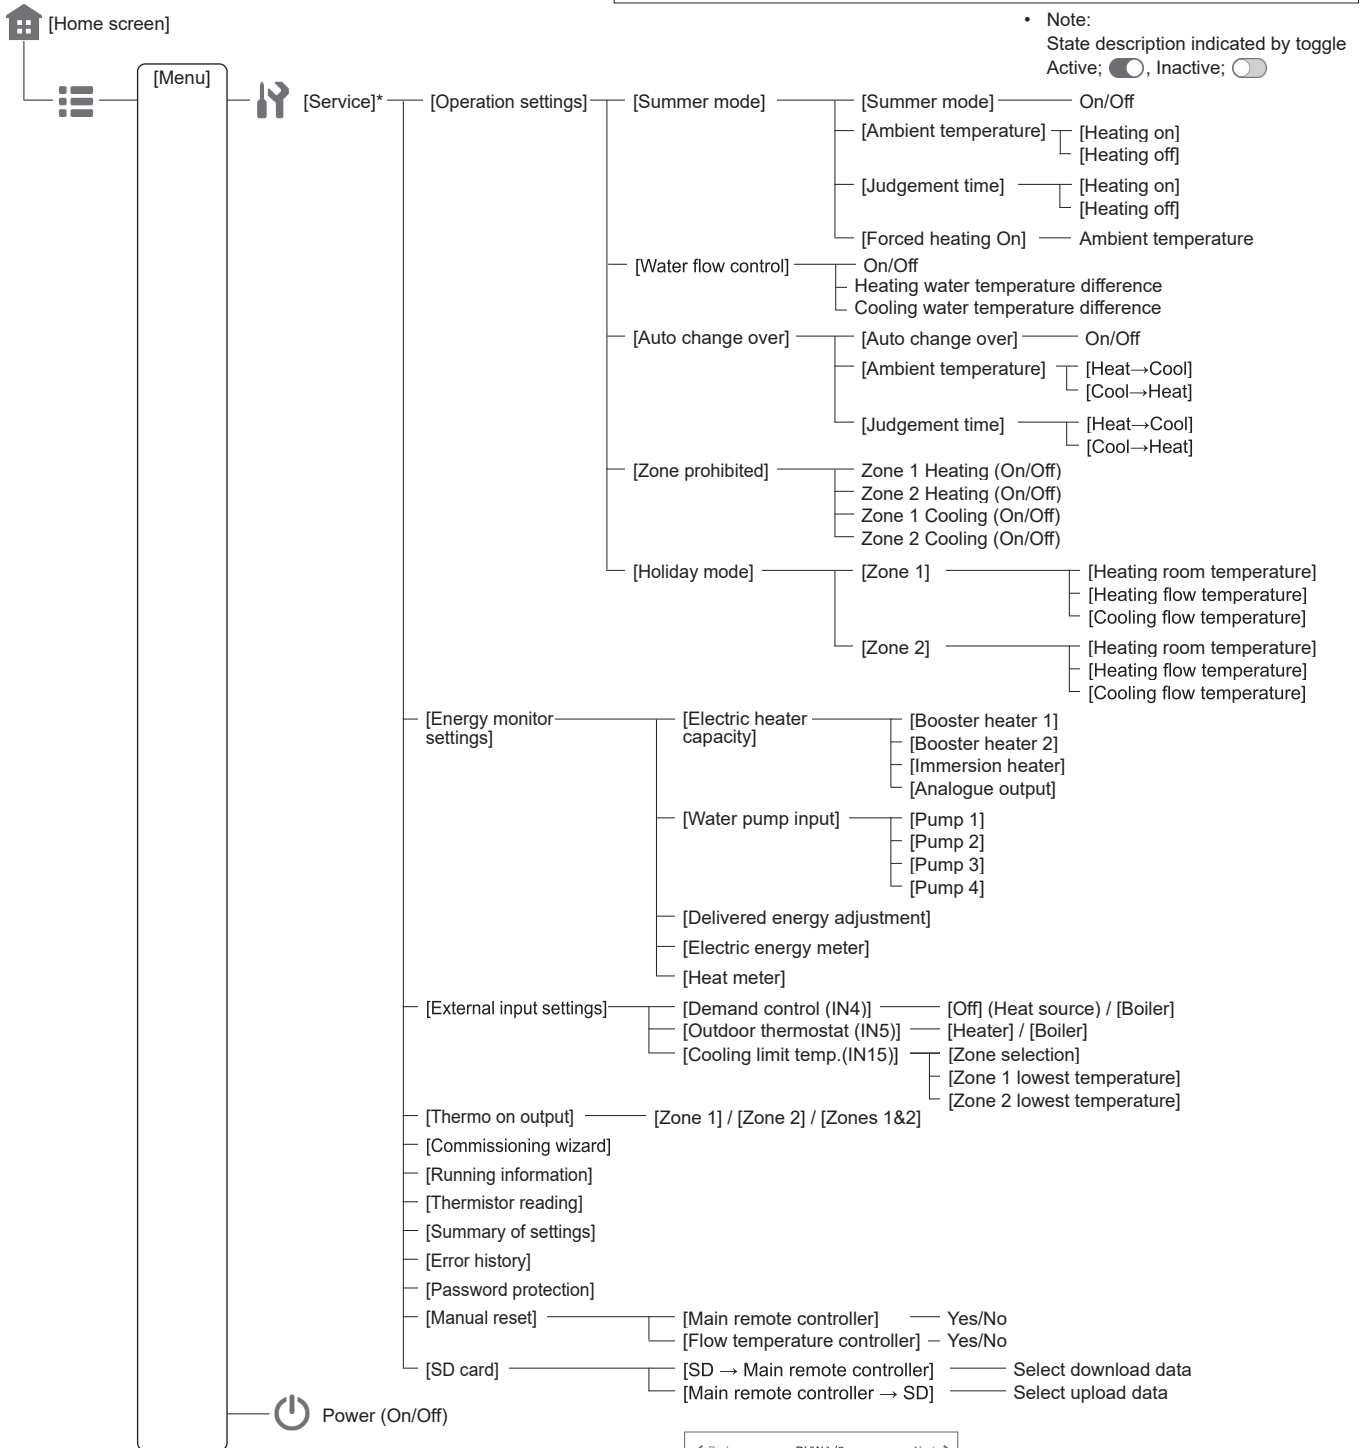 [Home screen]
• Note:
State description indicated by toggle
Active; , Inactive;
[Menu]
[Service]*
[Operation settings]
[Summer mode]
[Summer mode]
On/Off
[Ambient temperature]
[Heating on]
[Heating off]
[Judgement time]
[Heating on]
[Heating off]
[Forced heating On]
Ambient temperature
[Water flow control]
On/Off
Heating water temperature difference
Cooling water temperature difference
[Auto change over]
[Auto change over]
On/Off
[Ambient temperature]
[Heat→Cool]
[Cool→Heat]
[Judgement time]
[Heat→Cool]
[Cool→Heat]
[Zone prohibited]
Zone 1 Heating (On/Off)
Zone 2 Heating (On/Off)
Zone 1 Cooling (On/Off)
Zone 2 Cooling (On/Off)
[Holiday mode]
[Zone 1]
[Heating room temperature]
[Heating flow temperature]
[Cooling flow temperature]
[Zone 2]
[Heating room temperature]
[Heating flow temperature]
[Cooling flow temperature]
[Energy monitor
settings]
[Electric heater
capacity]
[Booster heater 1]
[Booster heater 2]
[Immersion heater]
[Analogue output]
[Water pump input]
[Pump 1]
[Pump 2]
[Pump 3]
[Pump 4]
[Delivered energy adjustment]
[Electric energy meter]
[Heat meter]
[External input settings]
[Demand control (IN4)]
[Off] (Heat source) / [Boiler]
[Outdoor thermostat (IN5)]
[Heater] / [Boiler]
[Cooling limit temp.(IN15)]
[Zone selection]
[Zone 1 lowest temperature]
[Zone 2 lowest temperature]
[Thermo on output]
[Zone 1] / [Zone 2] / [Zones 1&2]
[Commissioning wizard]
[Running information]
[Thermistor reading]
[Summary of settings]
[Error history]
[Password protection]
[Manual reset]
[Main remote controller]
Yes/No
[Flow temperature controller]
Yes/No
[SD card]
[SD → Main remote controller]
Select download data
[Main remote controller → SD]
Select upload data
Power (On/Off)